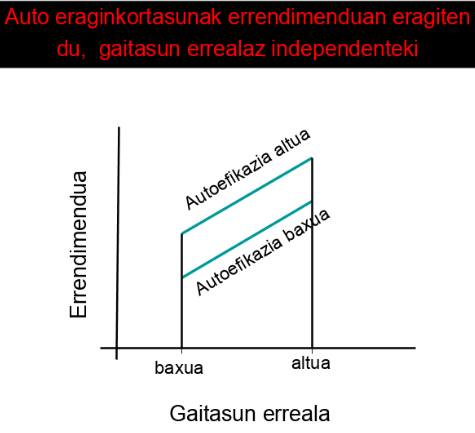 Auto eraginkortasunak errendimenduan eragiten
du, gaitasun errealaz independenteki
Autoefikazia altua
Autoefikazia baxua
Errendimendua
baxua
altua
Gaitasun erreala